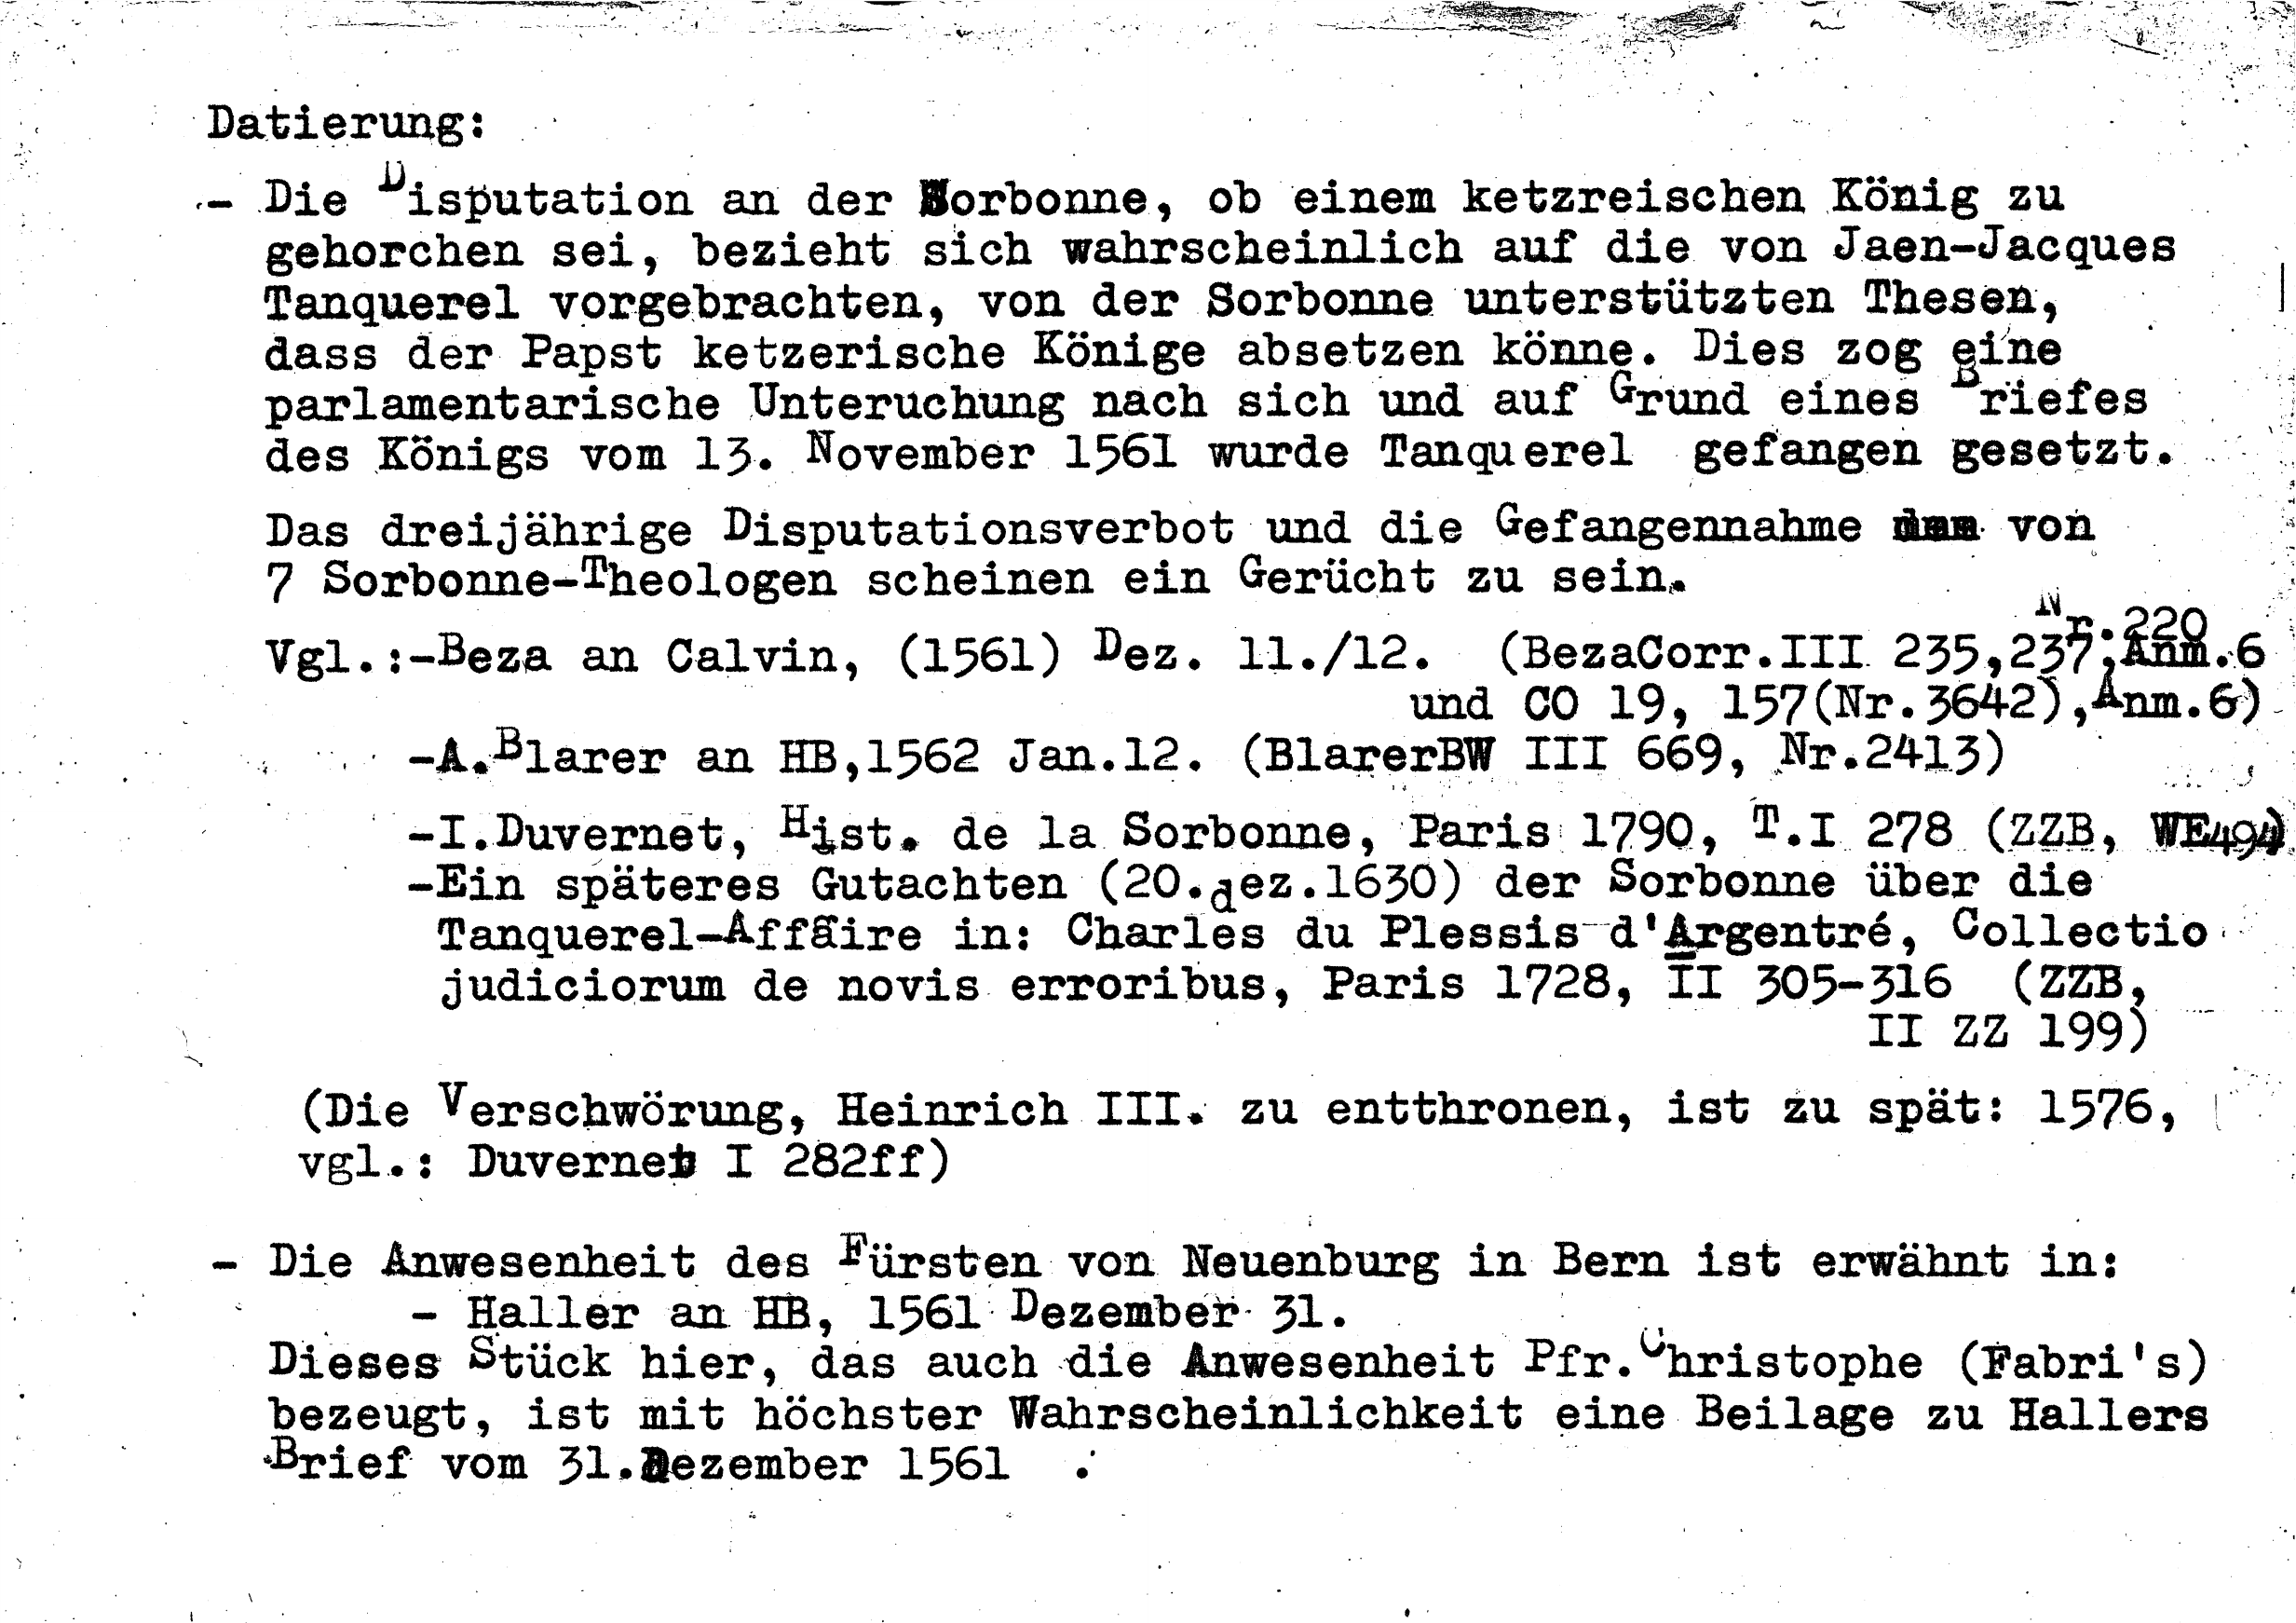 Datierung:
- Die Disputation an der Sorbonne, ob einem ketzreischen König zu
gehorchen sei, bezieht sich wahrscheinlich auf die von Jaen-Jacques
Tanquerel vorgebrachten, von der Sorbonne unterstützten Thesen,
dass der Papst ketzerische Könige absetzen könne. Dies zog eine
parlamentarische Unteruchung nach sich und auf Grund eines Briefes
des Königs vom 13. November 1561 wurde Tanquerel gefangen gesetzt.
Das dreijährige Disputationsverbot und die Gefangennahme von
7 Sorbonne-Theologen scheinen ein Gerücht zu sein.
Nr.220
Vgl.:-Beza an Calvin, (1561) Dez. 11./12. (BezaCorr.III 235,237,Anm.6
und CO 19, 157(Nr.3642),Anm.6)
-A.Blarer an HB,1562 Jan.12. (BlarerBW III 669, Nr.2413)
-I.Duvernet, Hist. de la Sorbonne, Paris 1790, T.I 278 (ZZB, WE494)
-Ein späteres Gutachten (20.dez.1630) der Sorbonne über die
Tanquerel-Affaire in: Charles du Plessis d'Argentré, Collectio
judiciorum de novis erroribus, Paris 1728, II 305-316 (ZZB,
II ZZ 199)
(Die Verschwörung, Heinrich III. zu entthronen, ist zu spät: 1576,
vgl.: Duvernet I 282ff)
- Die Anwesenheit des Fürsten von Neuenburg in Bern ist erwähnt in:
- Haller an HB, 1561 Dezember 31.
Dieses Stück hier, das auch die Anwesenheit Pfr.Christophe (Fabri's)
bezeugt, ist mit höchster Wahrscheinlichkeit eine Beilage zu Hallers
Brief vom 31.Dezember 1561 .